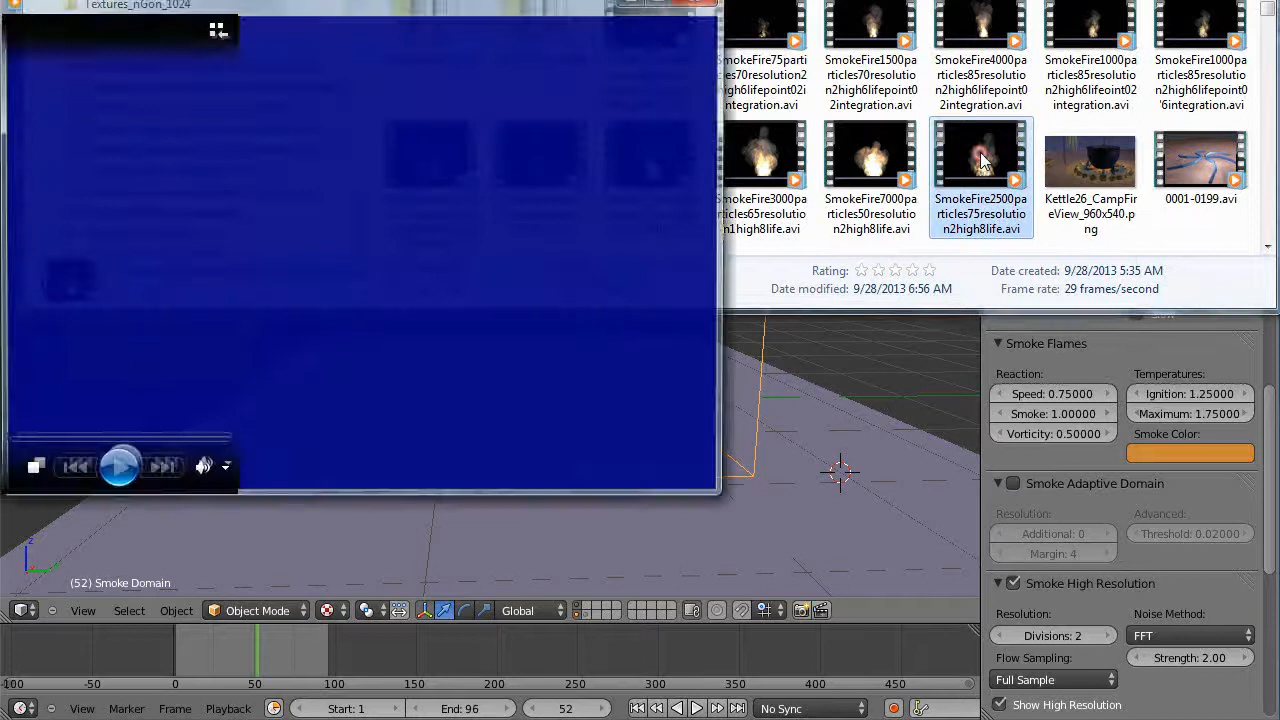 Textures_nGon_1024
SmokeFire75parti
cles70resolution2
high6lifepoint02i
ntegration.avi
SmokeFire1500pa
rticles70resolutio
n2high6lifepoint0
2integration.avi
SmokeFire4000pa
rticles85resolutio
n2high6lifepoint0
2integration.avi
SmokeFire1000pa
rticles85resolutio
n2high6lifepoint02
integration.avi
SmokeFire1000pa
rticles85resolutio
n2high6lifepoint0
'6integration.avi
SmokeFire3000pa
rticles65resolutio
n1high8life.avi
SmokeFire7000pa
rticles50resolutio
n2high8life.avi
SmokeFire2500pa
rticles75resolutio
n2high8life.avi
Kettle26_CampFir
eView_960x540.p
ng
0001-0199.avi
Rating:
Date created: 9/28/2013 5:35 AM
Date modified: 9/28/2013 6:56 AM
Frame rate: 29 frames/second
Smoke Flames
Reaction:
Temperatures:
Speed: 0.75000
Ignition: 1.25000
Smoke: 1.00000
Maximum: 1.75000
Vorticity: 0.50000
Smoke Color:
Smoke Adaptive Domain
Resolution:
Advanced:
Additional: 0
Threshold: 0.02000
Margin: 4
Smoke High Resolution
Resolution:
Noise Method:
Divisions: 2
FFT
Flow Sampling:
Strength: 2.00
Full Sample
Show High Resolution
z
(52) Smoke Domain
View Select Object Object Mode Global
-100 -50 0 50 100 150 200 250 300 350 400 450
View Marker Frame Playback Start: 1 End: 96 52 No Sync